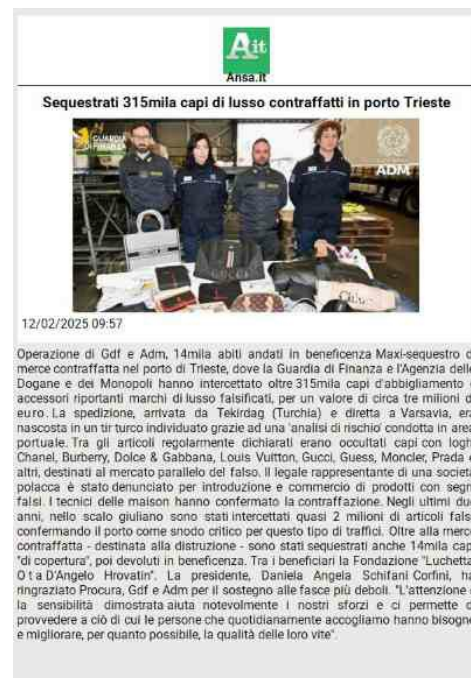 Ait
Ansa.it
Sequestrati 315mila capi di lusso contraffatti in porto Trieste
GUARDIA
DI FINANZA
ADM
GUCCI
12/02/2025 09:57
Operazione di Gdf e Adm, 14mila abiti andati in beneficenza Maxi-sequestro d
merce contraffatta nel porto di Trieste, dove la Guardia di Finanza e l'Agenzia delle
Dogane e dei Monopoli hanno intercettato oltre 315mila capi d'abbigliamento e
accessori riportanti marchi di lusso falsificati, per un valore di circa tre milioni d
euro. La spedizione, arrivata da Tekirdag (Turchia) e diretta a Varsavia, era
nascosta in un tir turco individuato grazie ad una 'analisi di rischio' condotta in area
portuale. Tra gli articoli regolarmente dichiarati erano occultati capi con logh
Chanel, Burberry, Dolce & Gabbana, Louis Vuitton, Gucci, Guess, Moncler, Prada e
altri, destinati al mercato parallelo del falso. Il legale rappresentante di una società
polacca è stato denunciato per introduzione e commercio di prodotti con segn
falsi. I tecnici delle maison hanno confermato la contraffazione. Negli ultimi due
anni, nello scalo giuliano sono stati intercettati quasi 2 milioni di articoli fals
confermando il porto come snodo critico per questo tipo di traffici. Oltre alla merce
contraffatta - destinata alla distruzione - sono stati sequestrati anche 14mila cap
"di copertura", poi devoluti in beneficenza. Tra i beneficiari la Fondazione "Luchetta
O t a D'Angelo Hrovatin". La presidente, Daniela Angela Schifani Corfini, ha
ringraziato Procura, Gdf e Adm per il sostegno alle fasce più deboli. "L'attenzione e
la sensibilità dimostrata aiuta notevolmente i nostri sforzi e ci permette d
provvedere a ciò di cui le persone che quotidianamente accogliamo hanno bisogno
e migliorare, per quanto possibile, la qualità delle loro vite".